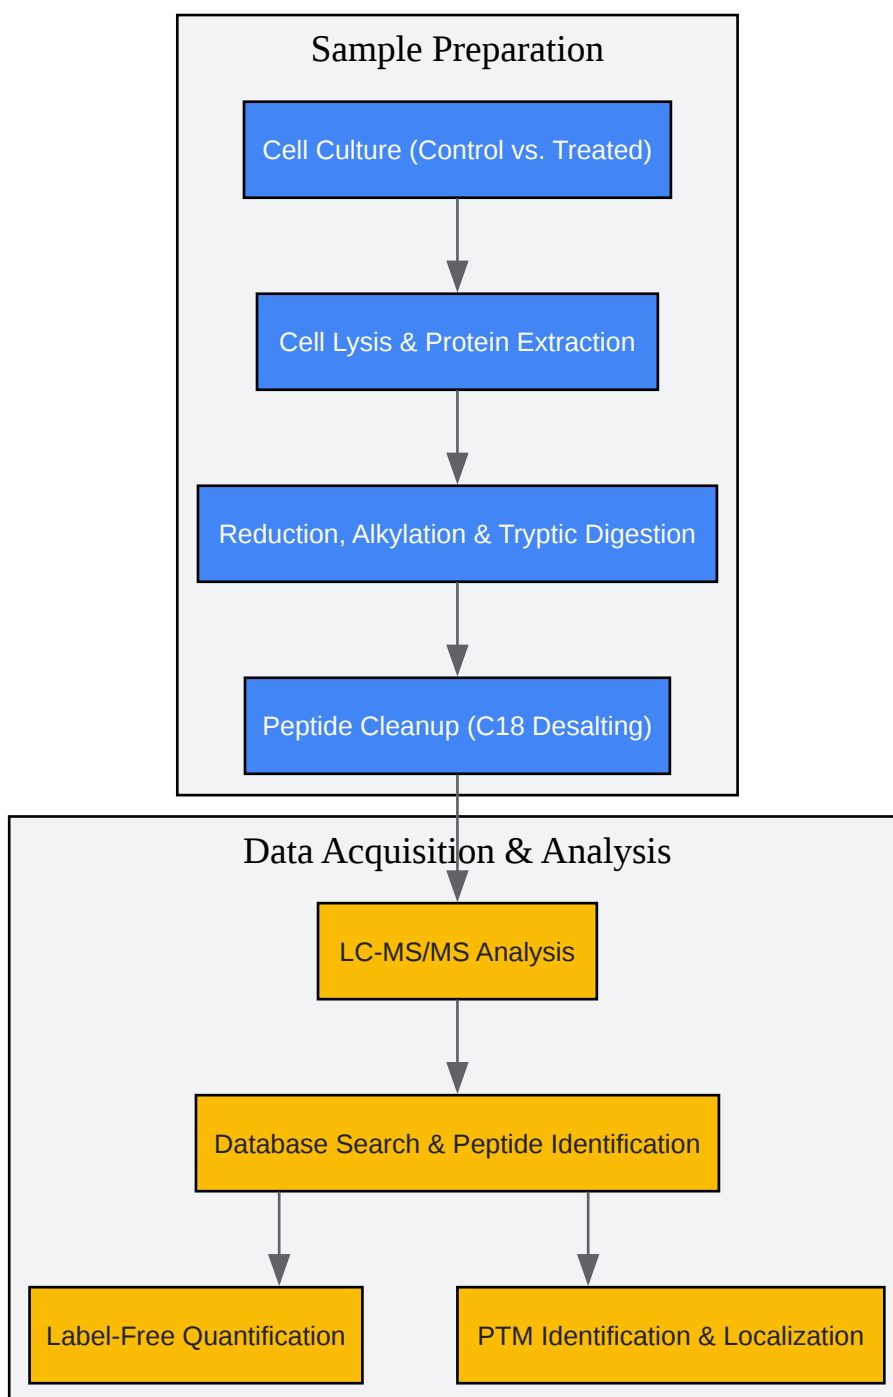 Sample Preparation
Cell Culture (Control vs. Treated)
Cell Lysis & Protein Extraction
Reduction, Alkylation & Tryptic Digestion
Peptide Cleanup (C18 Desalting)
Data Acquisition & Analysis
LC-MS/MS Analysis
Database Search & Peptide Identification
Label-Free Quantification
PTM Identification & Localization